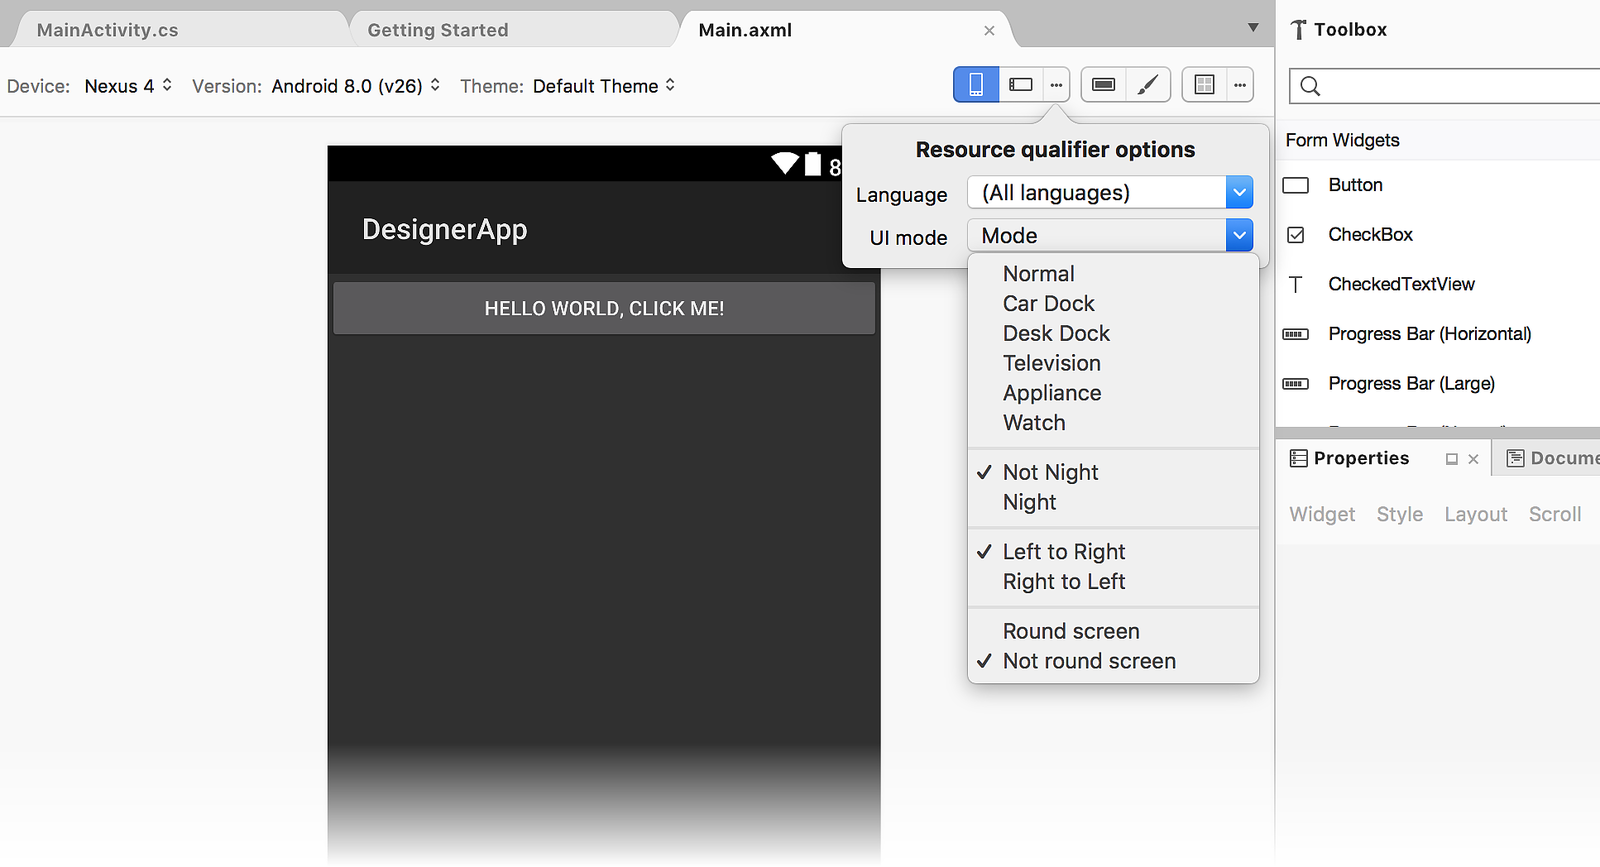 MainActivity.cs
Getting Started
Main.axml
Toolbox
Device: Nexus 4 Version: Android 8.0 (v26) Theme: Default Theme
Form Widgets
Button
CheckBox
CheckedTextView
Progress Bar (Horizontal)
Progress Bar (Large)
Resource qualifier options
Language (All languages)
UI mode Mode
Normal
Car Dock
Desk Dock
Television
Appliance
Watch
Not Night
Night
Left to Right
Right to Left
Round screen
Not round screen
8
DesignerApp
HELLO WORLD, CLICK ME!
Properties
Docume
Widget Style Layout Scroll